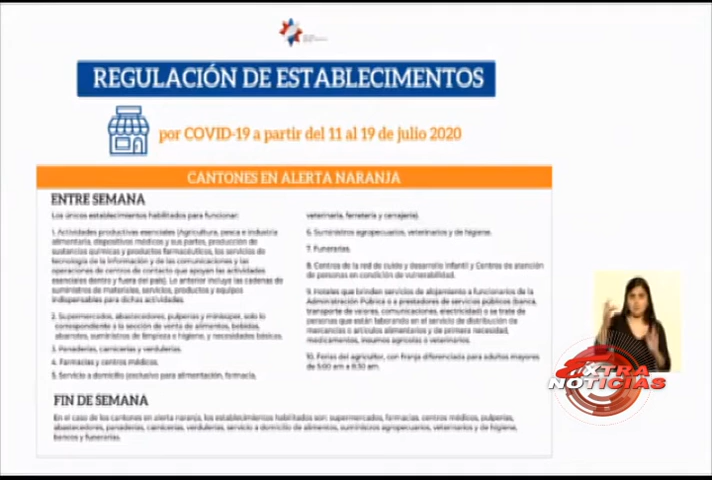 REGULACIÓN DE ESTABLECIMENTOS
por COVID-19 a partir del 11 al 19 de julio 2020
CANTONES EN ALERTA NARANJA
ENTRE SEMANA
Los únicos establecimientos habilitados para funcionar:
1. Actividades productivas esenciales (Agricultura, pesca e industria
alimentaria, dispositivos médicos y sus partes, producción de
sustancias químicas y productos farmacéuticos, los servicios de
tecnología de la información y de las comunicaciones y las
operaciones de centros de contacto que apoyen las actividades
esenciales dentro y fuera del país). Lo anterior incluye las cadenas de
suministros de materiales, servicios, productos y equipos
indispensables para dichas actividades.
2. Supermercados, abastecedores, pulperías y minisúper, solo lo
correspondiente a la sección de venta de alimentos, bebidas,
abarrotes, suministros de limpieza e higiene, y necesidades básicas.
3. Panaderías, carnicerías y verdulerías.
4. Farmacias y centros médicos.
5. Servicio a domicilio (exclusivo para alimentación, farmacia,
veterinaria, ferretería y cerrajería).
6. Suministros agropecuarios, veterinarios y de higiene.
7. Funerarias.
8. Centros de la red de cuido y desarrollo infantil y Centros de atención
de personas en condición de vulnerabilidad.
9. Hoteles que brinden servicios de alojamiento a funcionarios de la
Administración Pública o a prestadores de servicios públicos (banca,
transporte de valores, comunicaciones, electricidad) o se trate de
personas que están laborando en el servicio de distribución de
mercancías o artículos alimentarios y de primera necesidad,
medicamentos, insumos agrícolas o veterinarios.
10. Ferias del agricultor, con franja diferenciada para adultos mayores
de 5:00 am a 6:30 am.
FIN DE SEMANA
En el caso de los cantones en alerta naranja, los establecimientos habilitados son: supermercados, farmacias, centros médicos, pulperías,
abastecedores, panaderías, carnicerías, verdulerías, servicio a domicilio de alimentos, suministros agropecuarios, veterinarios y de higiene,
bancos y funerarias.
XTRA
NOTICIAS